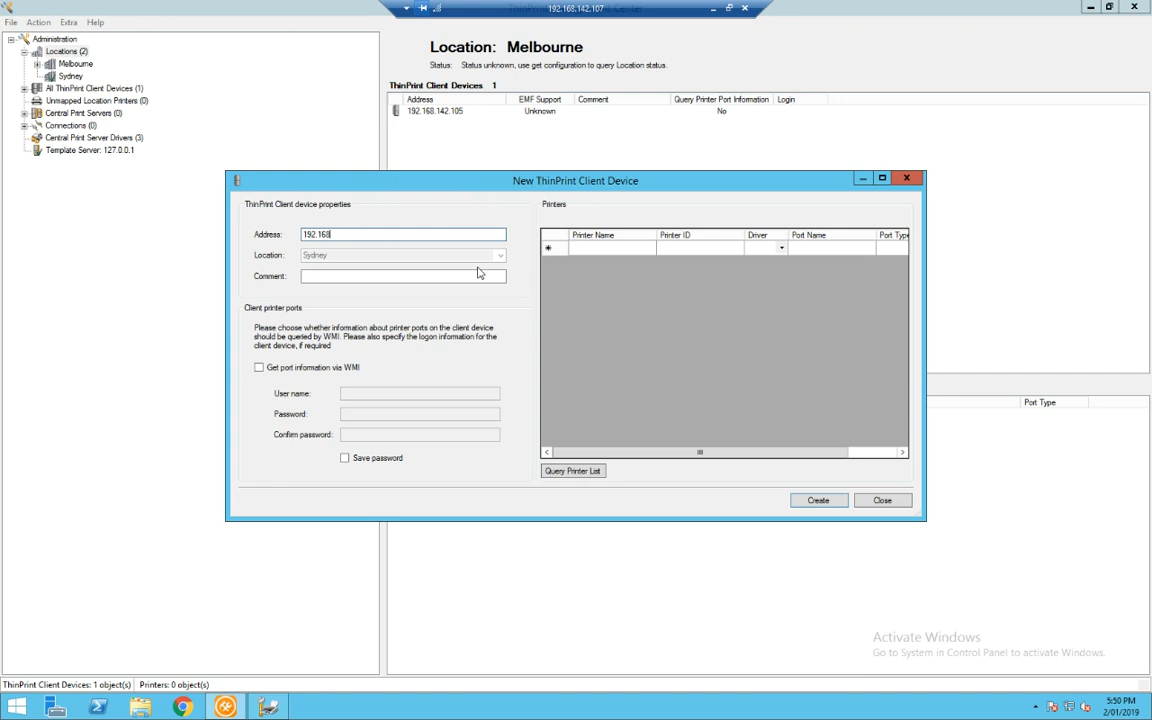 192.168.142.107
File Action Extra Help
Administration
Locations (2)
Melbourne
Sydney
All ThinPrint Client Devices (1)
Unmapped Location Printers (0)
Central Print Servers (0)
Connections (0)
Central Print Server Drivers (3)
Template Server: 127.0.0.1
Location: Melbourne
Status: Status unknown, use get configuration to query Location status.
ThinPrint Client Devices 1
Address EMF Support Comment Query Printer Port Information Login
192.168.142.105 Unknown No
New ThinPrint Client Device
ThinPrint Client device properties
Address: 192.168
Location: Sydney
Comment:
Client printer ports
Please choose whether information about printer ports on the client device
should be queried by WMI. Please also specify the logon information for the
client device, if required
Get port information via WMI
User name:
Password:
Confirm password:
Save password
Printers
Printer Name Printer ID Driver Port Name Port Type
Query Printer List
Create Close
Port Type
Activate Windows
Go to System in Control Panel to activate Windows.
ThinPrint Client Devices: 1 object(s) Printers: 0 object(s)
5:50 PM
2/01/2019